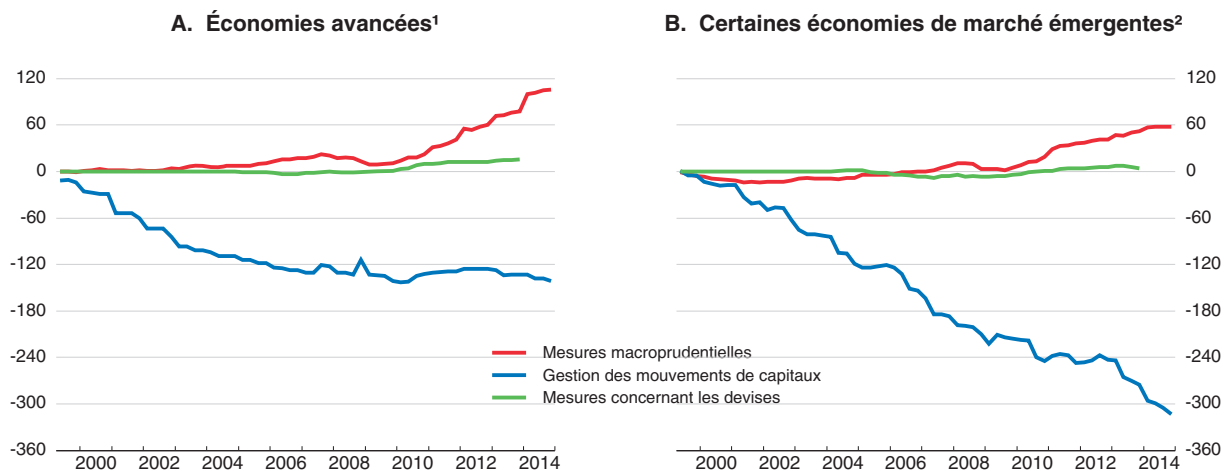 A. Économies avancées¹
B. Certaines économies de marché émergentes²
120
60
0
-60
-120
-180
-240
-300
-360
120
60
0
-60
-120
-180
-240
-300
-360
Mesures macroprudentielles
Gestion des mouvements de capitaux
Mesures concernant les devises
2000 2002 2004 2006 2008 2010 2012 2014
2000 2002 2004 2006 2008 2010 2012 2014